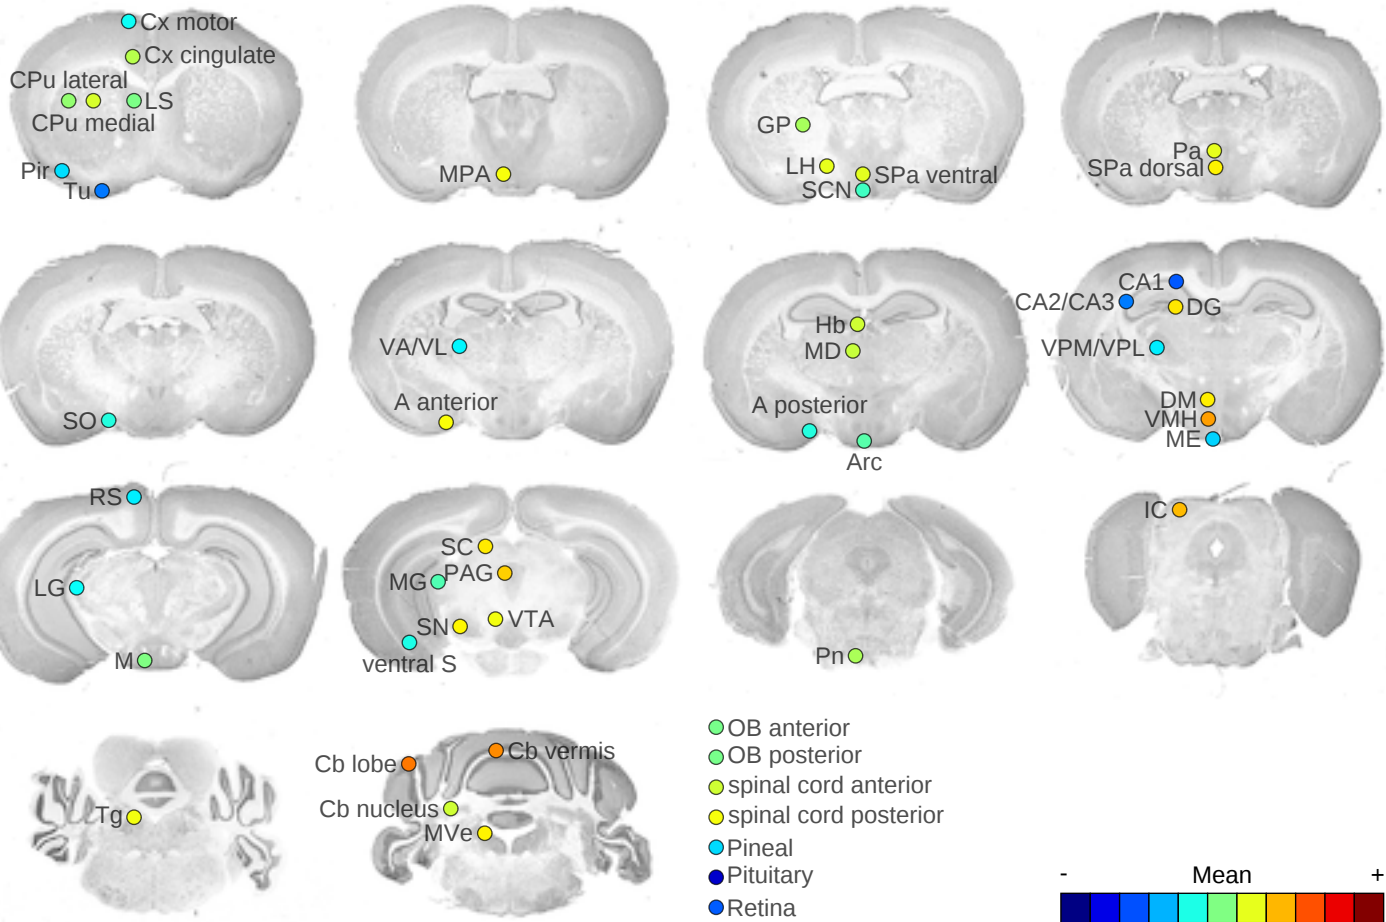 Cx motor
Cx cingulate
CPu lateral
LS
CPu medial
Pir
Tu
MPA
GP
LH
SPa ventral
SCN
Pa
SPa dorsal
SO
VA/VL
A anterior
Hb
MD
A posterior
Arc
CA1
CA2/CA3
DG
VPM/VPL
DM
VMH
ME
RS
LG
M
SC
MG
PAG
SN
VTA
ventral S
Pn
IC
Tg
Cb lobe
Cb vermis
Cb nucleus
MVe
OB anterior
OB posterior
spinal cord anterior
spinal cord posterior
Pineal
Pituitary
Retina
- Mean +